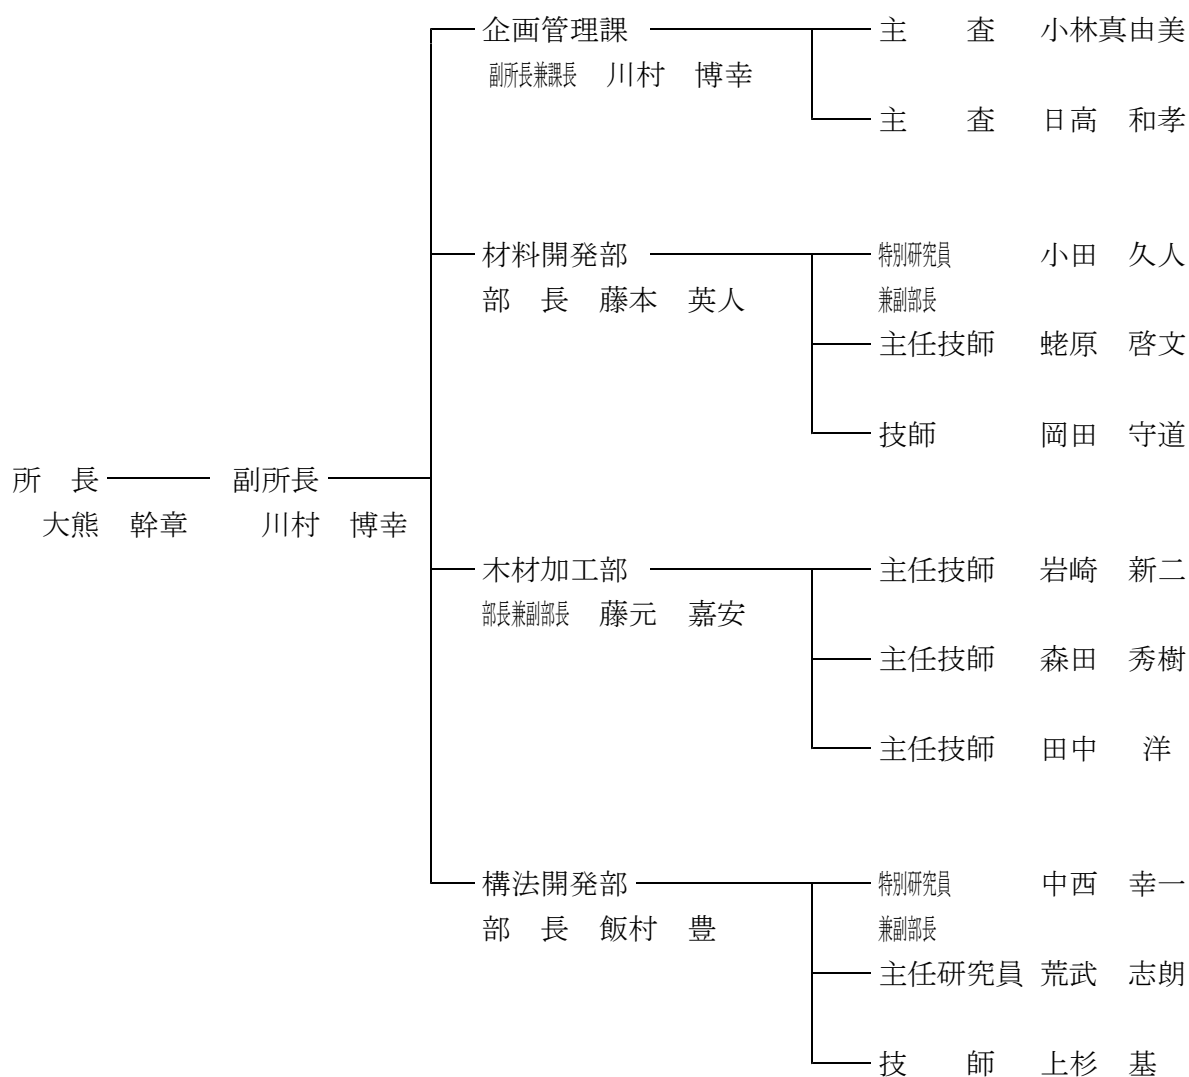 所　長　副所長
大熊　幹章　川村　博幸
企画管理課
副所長兼課長　川村　博幸
主　　査　小林真由美
主　　査　日高　和孝
材料開発部
部　長　藤本　英人
特別研究員　小田　久人
兼副部長
主任技師　蛯原　啓文
技師　岡田　守道
木材加工部
部長兼副部長　藤元　嘉安
主任技師　岩崎　新二
主任技師　森田　秀樹
主任技師　田中　洋
構法開発部
部　長　飯村　豊
特別研究員　中西　幸一
兼副部長
主任研究員　荒武　志朗
技　　師　上杉　基